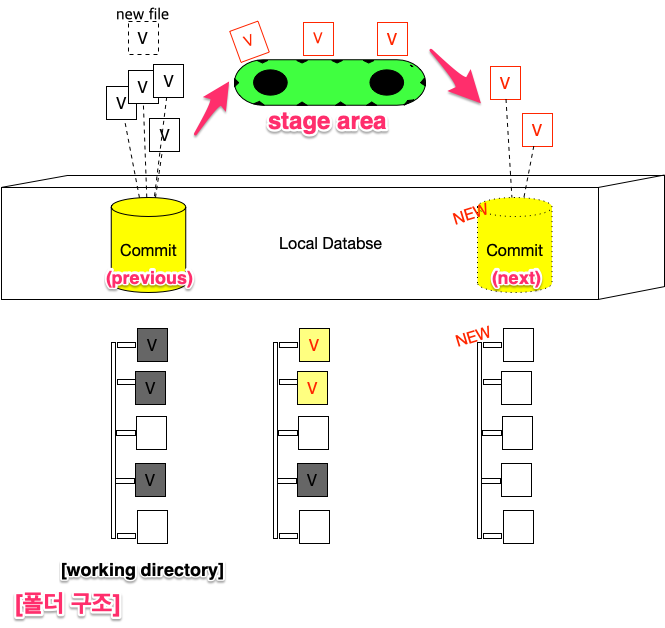 new file
V
V
V
V
V
V
V
V
stage area
V
V
Commit
(previous)
Local Databse
NEW
Commit
(next)
V
V
V
V
V
V
NEW
[working directory]
[폴더 구조]